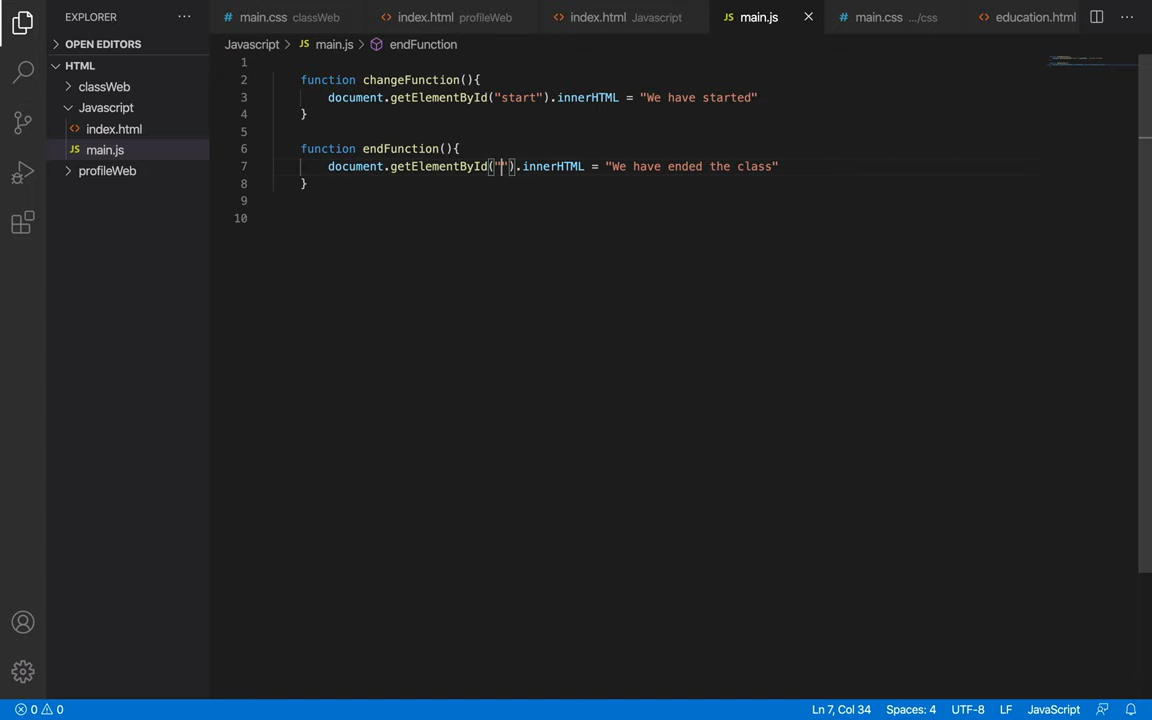 EXPLORER
OPEN EDITORS
HTML
classWeb
Javascript
<> index.html
JS main.js
profileWeb
# main.css classWeb
<> index.html profileWeb
<> index.html Javascript
JS main.js
# main.css .../css
<> education.html
Javascript > JS main.js > endFunction
1
2 function changeFunction(){
3 document.getElementById("start").innerHTML = "We have started"
4 }
5
6 function endFunction(){
7 document.getElementById("").innerHTML = "We have ended the class"
8 }
9
10
0 0
Ln 7, Col 34 Spaces: 4 UTF-8 LF JavaScript